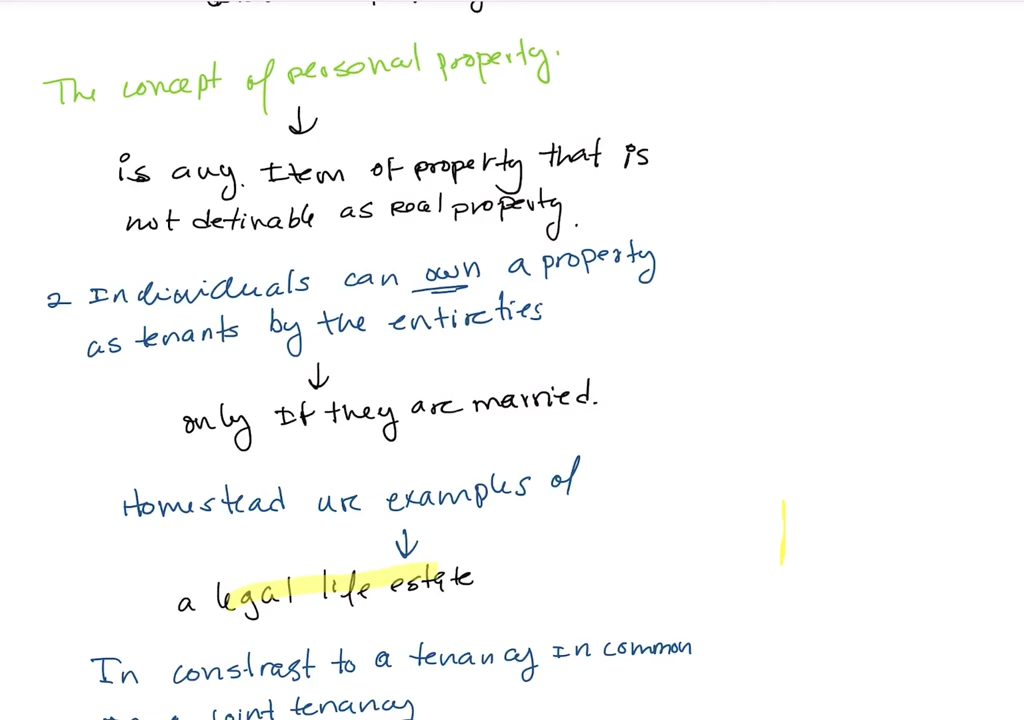 The concept of personal property.
↓
is any. Item of property that is
not definable as Real property.
2 Individuals can own a property
as tenants by the entireties
↓
only If they are married.
Homestead are examples of
↓
a legal life estate
In constrast to a tenancy in common
a joint tenancy